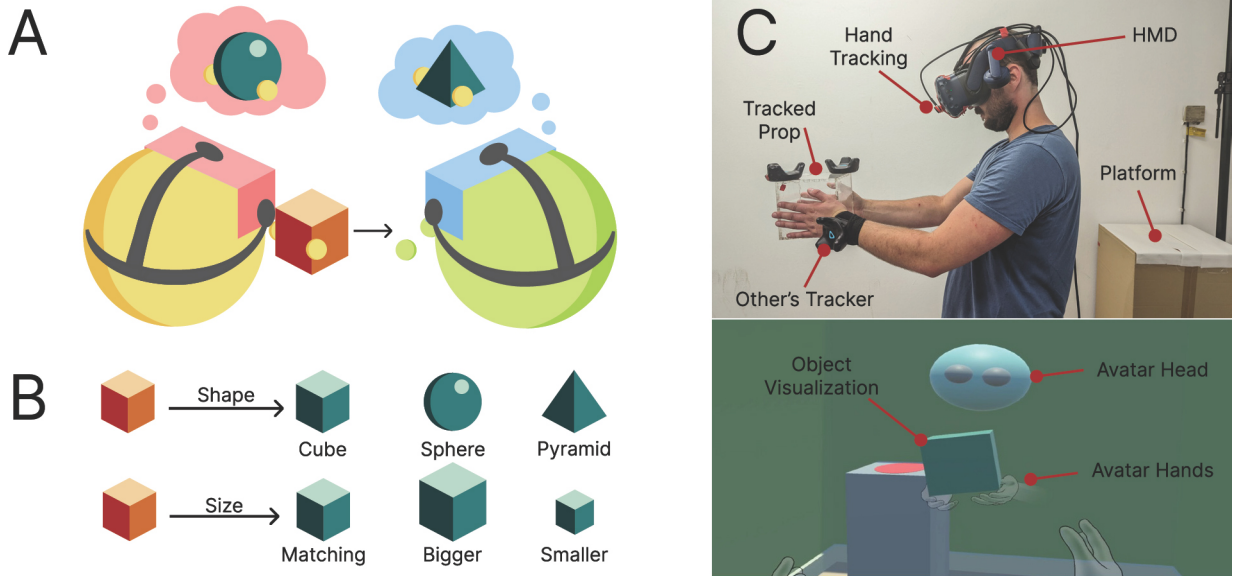 A
B
Shape
Cube
Sphere
Pyramid
Size
Matching
Bigger
Smaller
C
Hand
Tracking
HMD
Tracked
Prop
Platform
Other's Tracker
Object
Visualization
Avatar Head
Avatar Hands